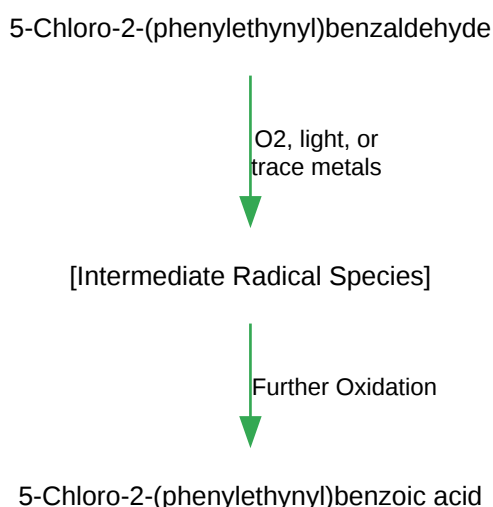 5-Chloro-2-(phenylethynyl)benzaldehyde
O2, light, or
trace metals
[Intermediate Radical Species]
Further Oxidation
5-Chloro-2-(phenylethynyl)benzoic acid